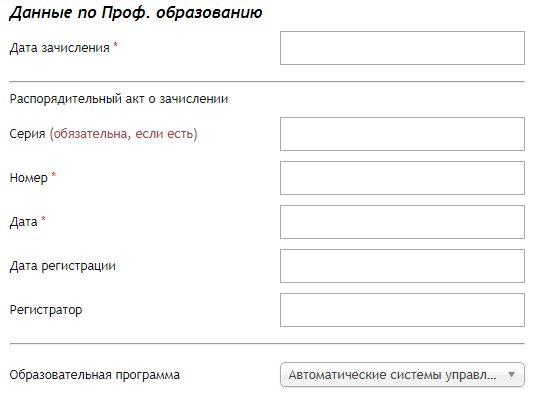 Данные по Проф. образованию
Дата зачисления *
Распорядительный акт о зачислении
Серия (обязательна, если есть)
Номер *
Дата *
Дата регистрации
Регистратор
Образовательная программа Автоматические системы управл...